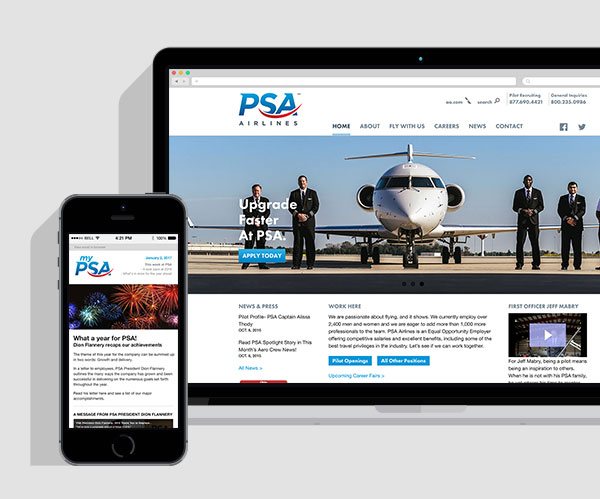 PSA
AIRLINES
aa.com
search
Pilot Recruiting
877.690.4421
General Inquiries
800.235.0986
HOME ABOUT FLY WITH US CAREERS NEWS CONTACT
Upgrade
Faster
At PSA.
APPLY TODAY
NEWS & PRESS
Pilot Profile- PSA Captain Alissa
Thody
OCT. 8, 2015
Read PSA Spotlight Story in This
Month's Aero Crew News!
OCT. 6, 2015
All News >
WORK HERE
We are passionate about flying, and it shows. We currently employ over
2,400 men and women and we are eager to add more than 1,000 more
professionals to the team. PSA Airlines is an Equal Opportunity Employer
offering competitive salaries and excellent benefits, including some of the
best travel privileges in the industry. Let's see if we can work together.
Pilot Openings All Other Positions
Upcoming Career Fairs >
FIRST OFFICER JEFF MABRY
For Jeff Mabry, being a pilot means
being an inspiration to others.
When he is not with his PSA family,
BELL 4:21 PM 100%
my
PSA
January 2, 2017
This week at PSA
What a year for PSA!
Dion Flannery recaps our achievements
The theme of this year for the company can be summed up
in two words: Growth and delivery.
In a letter to employees, PSA President Dion Flannery
outlines the many ways the company has grown and been
successful in delivering on the numerous goals set forth
throughout the year.
Read his letter here and see a list of our major
accomplishments.
A MESSAGE FROM PSA PRESIDENT DION FLANNERY